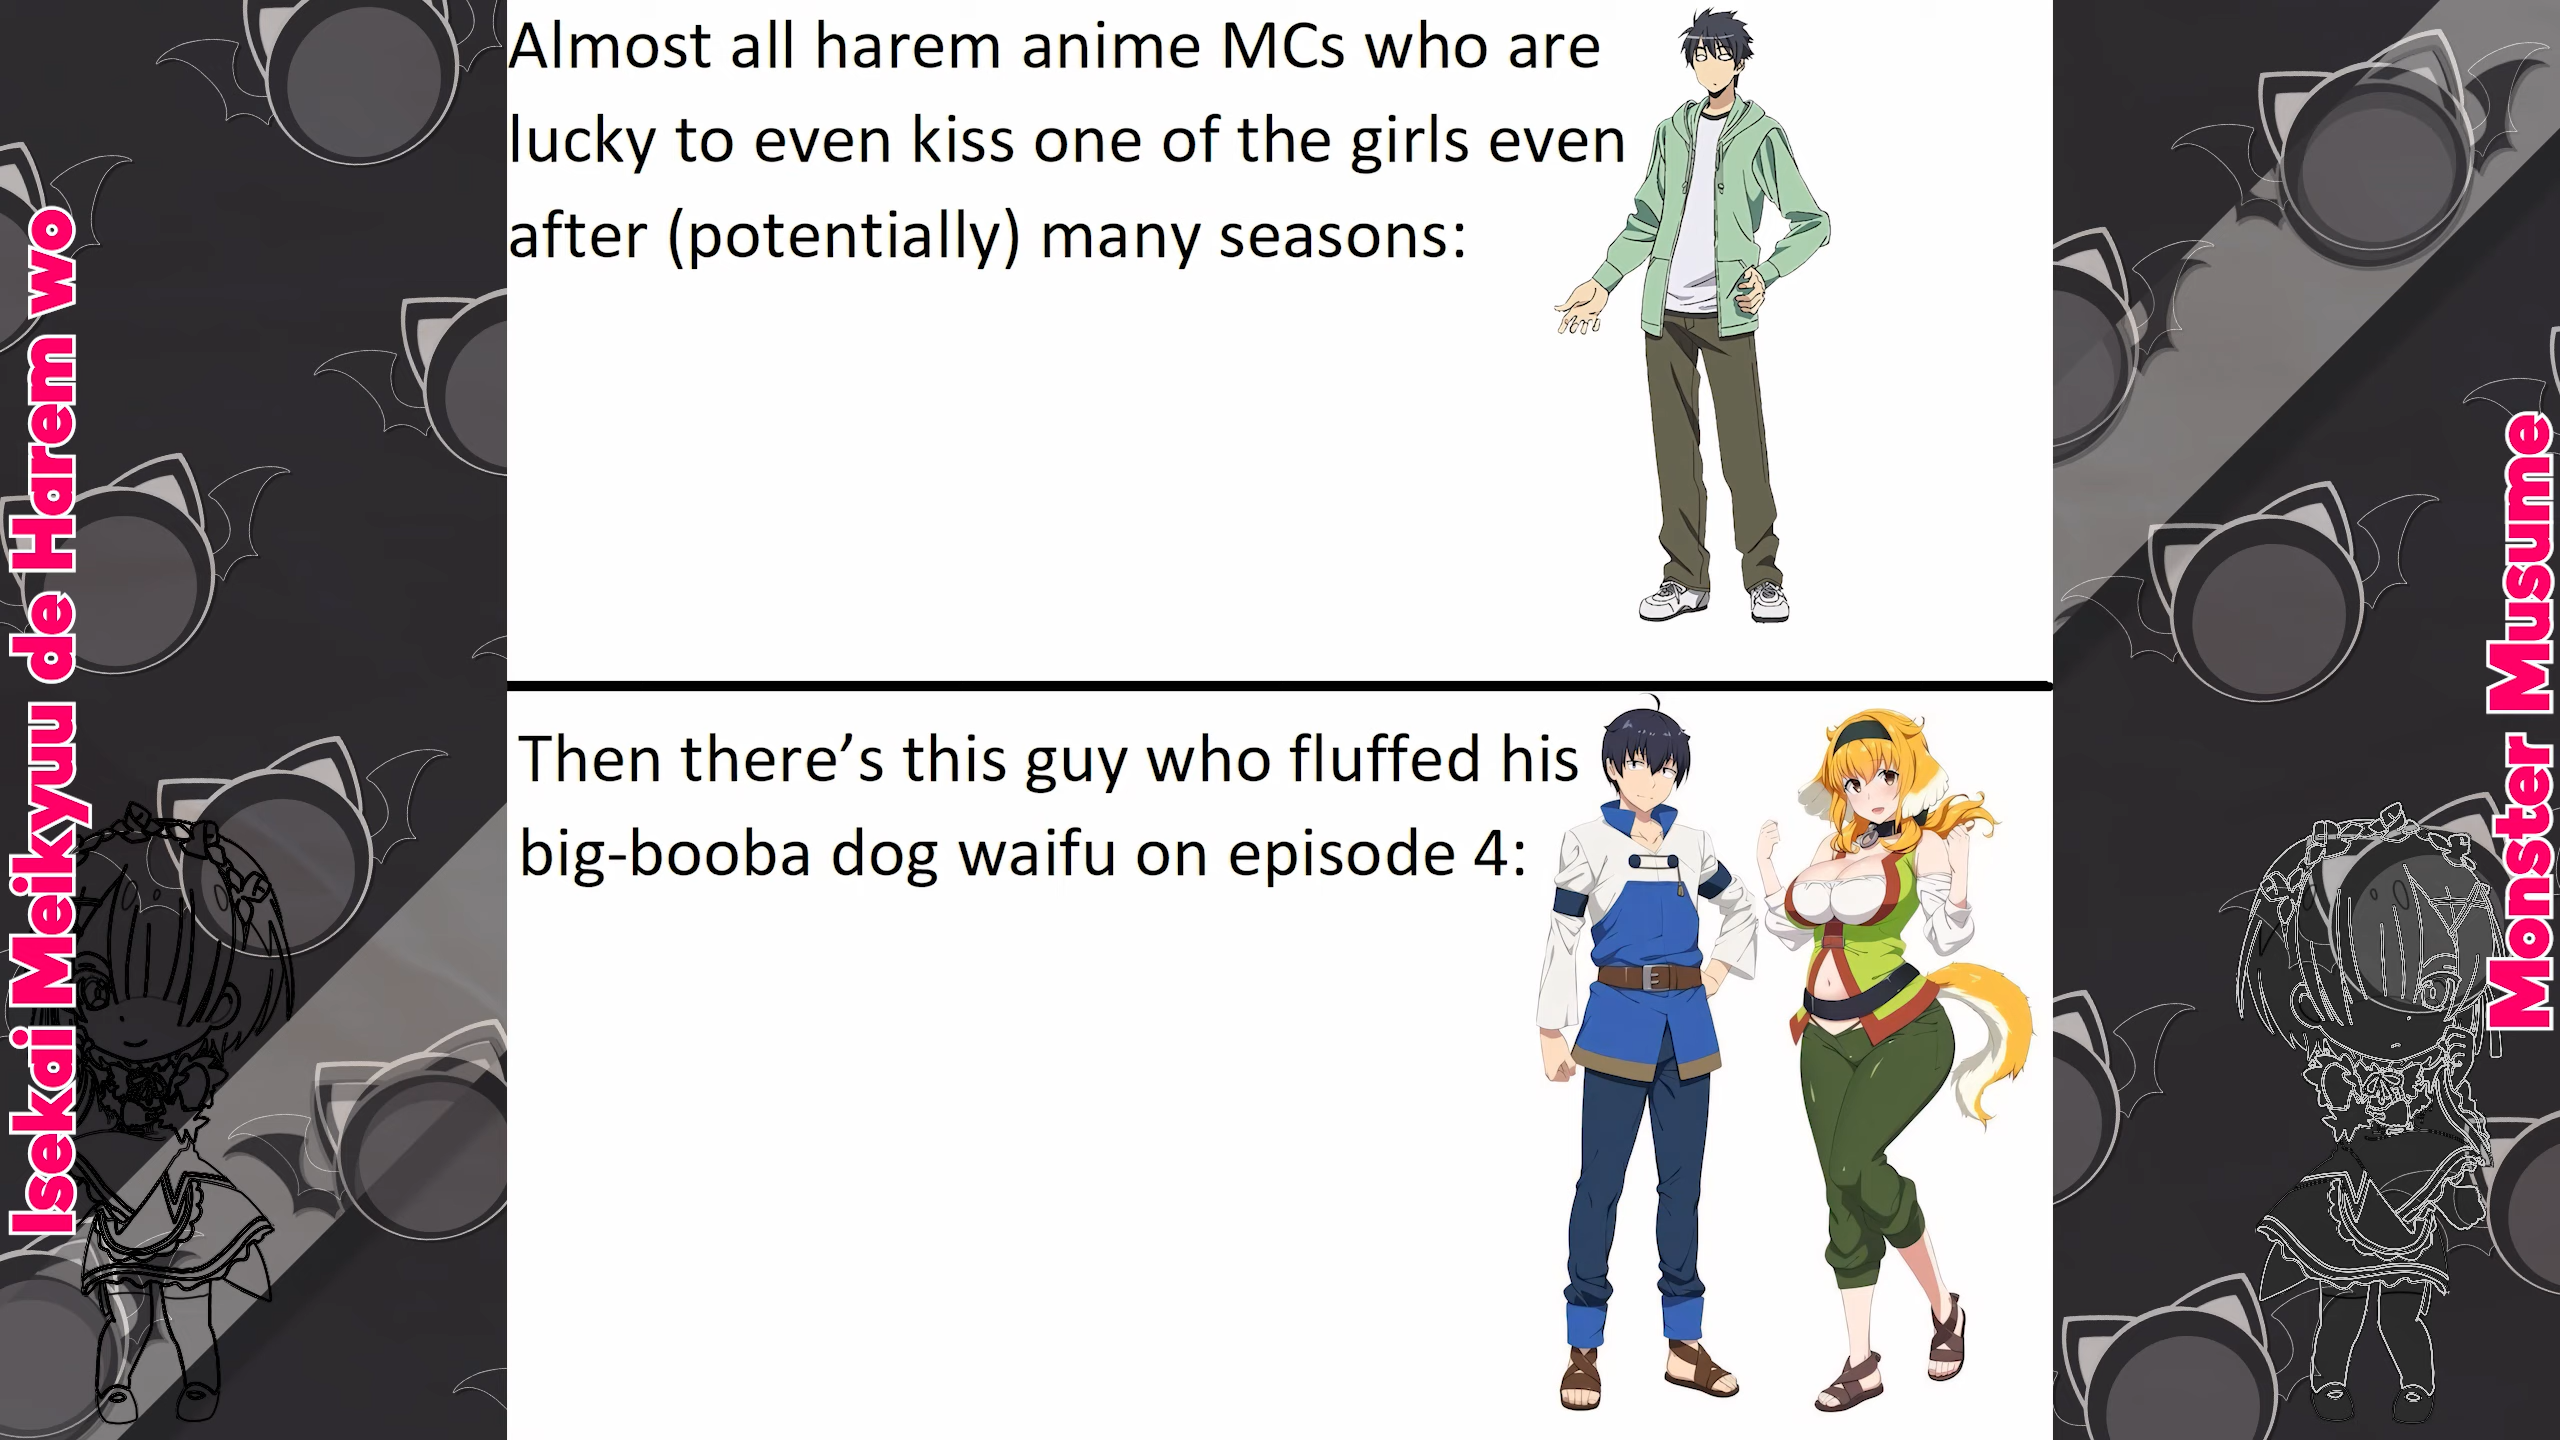 Almost all harem anime MCs who are
lucky to even kiss one of the girls even
after (potentially) many seasons:
Then there’s this guy who fluffed his
big-booba dog waifu on episode 4:
Isekai Meikyuu de Harem wo
Monster Musume